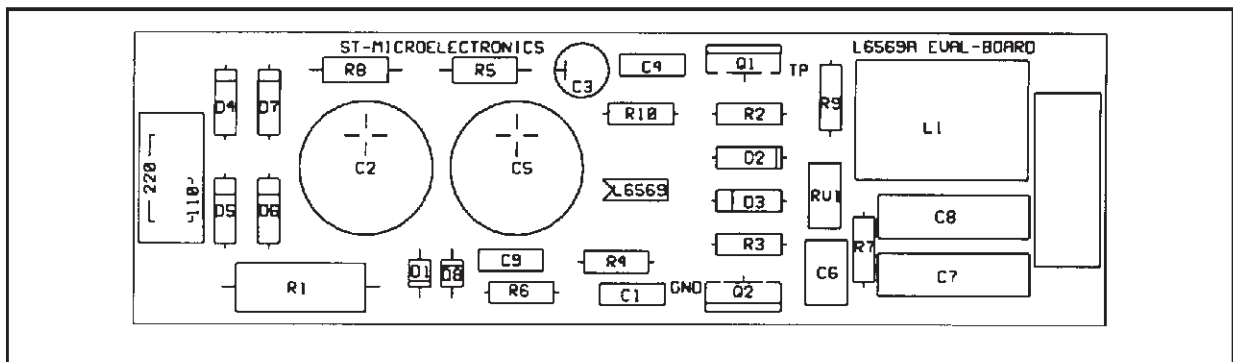 ST-MICROELECTRONICS
L6569A EVAL-BOARD
R8
R5
C3
C4
Q1
TP
D4
D7
R10
R2
R9
L1
220
110
C2
C5
D2
L6569
D3
RV1
D5
D6
C8
R3
R7
R1
D1
D8
C9
R4
R6
C1
GND
Q2
C6
C7